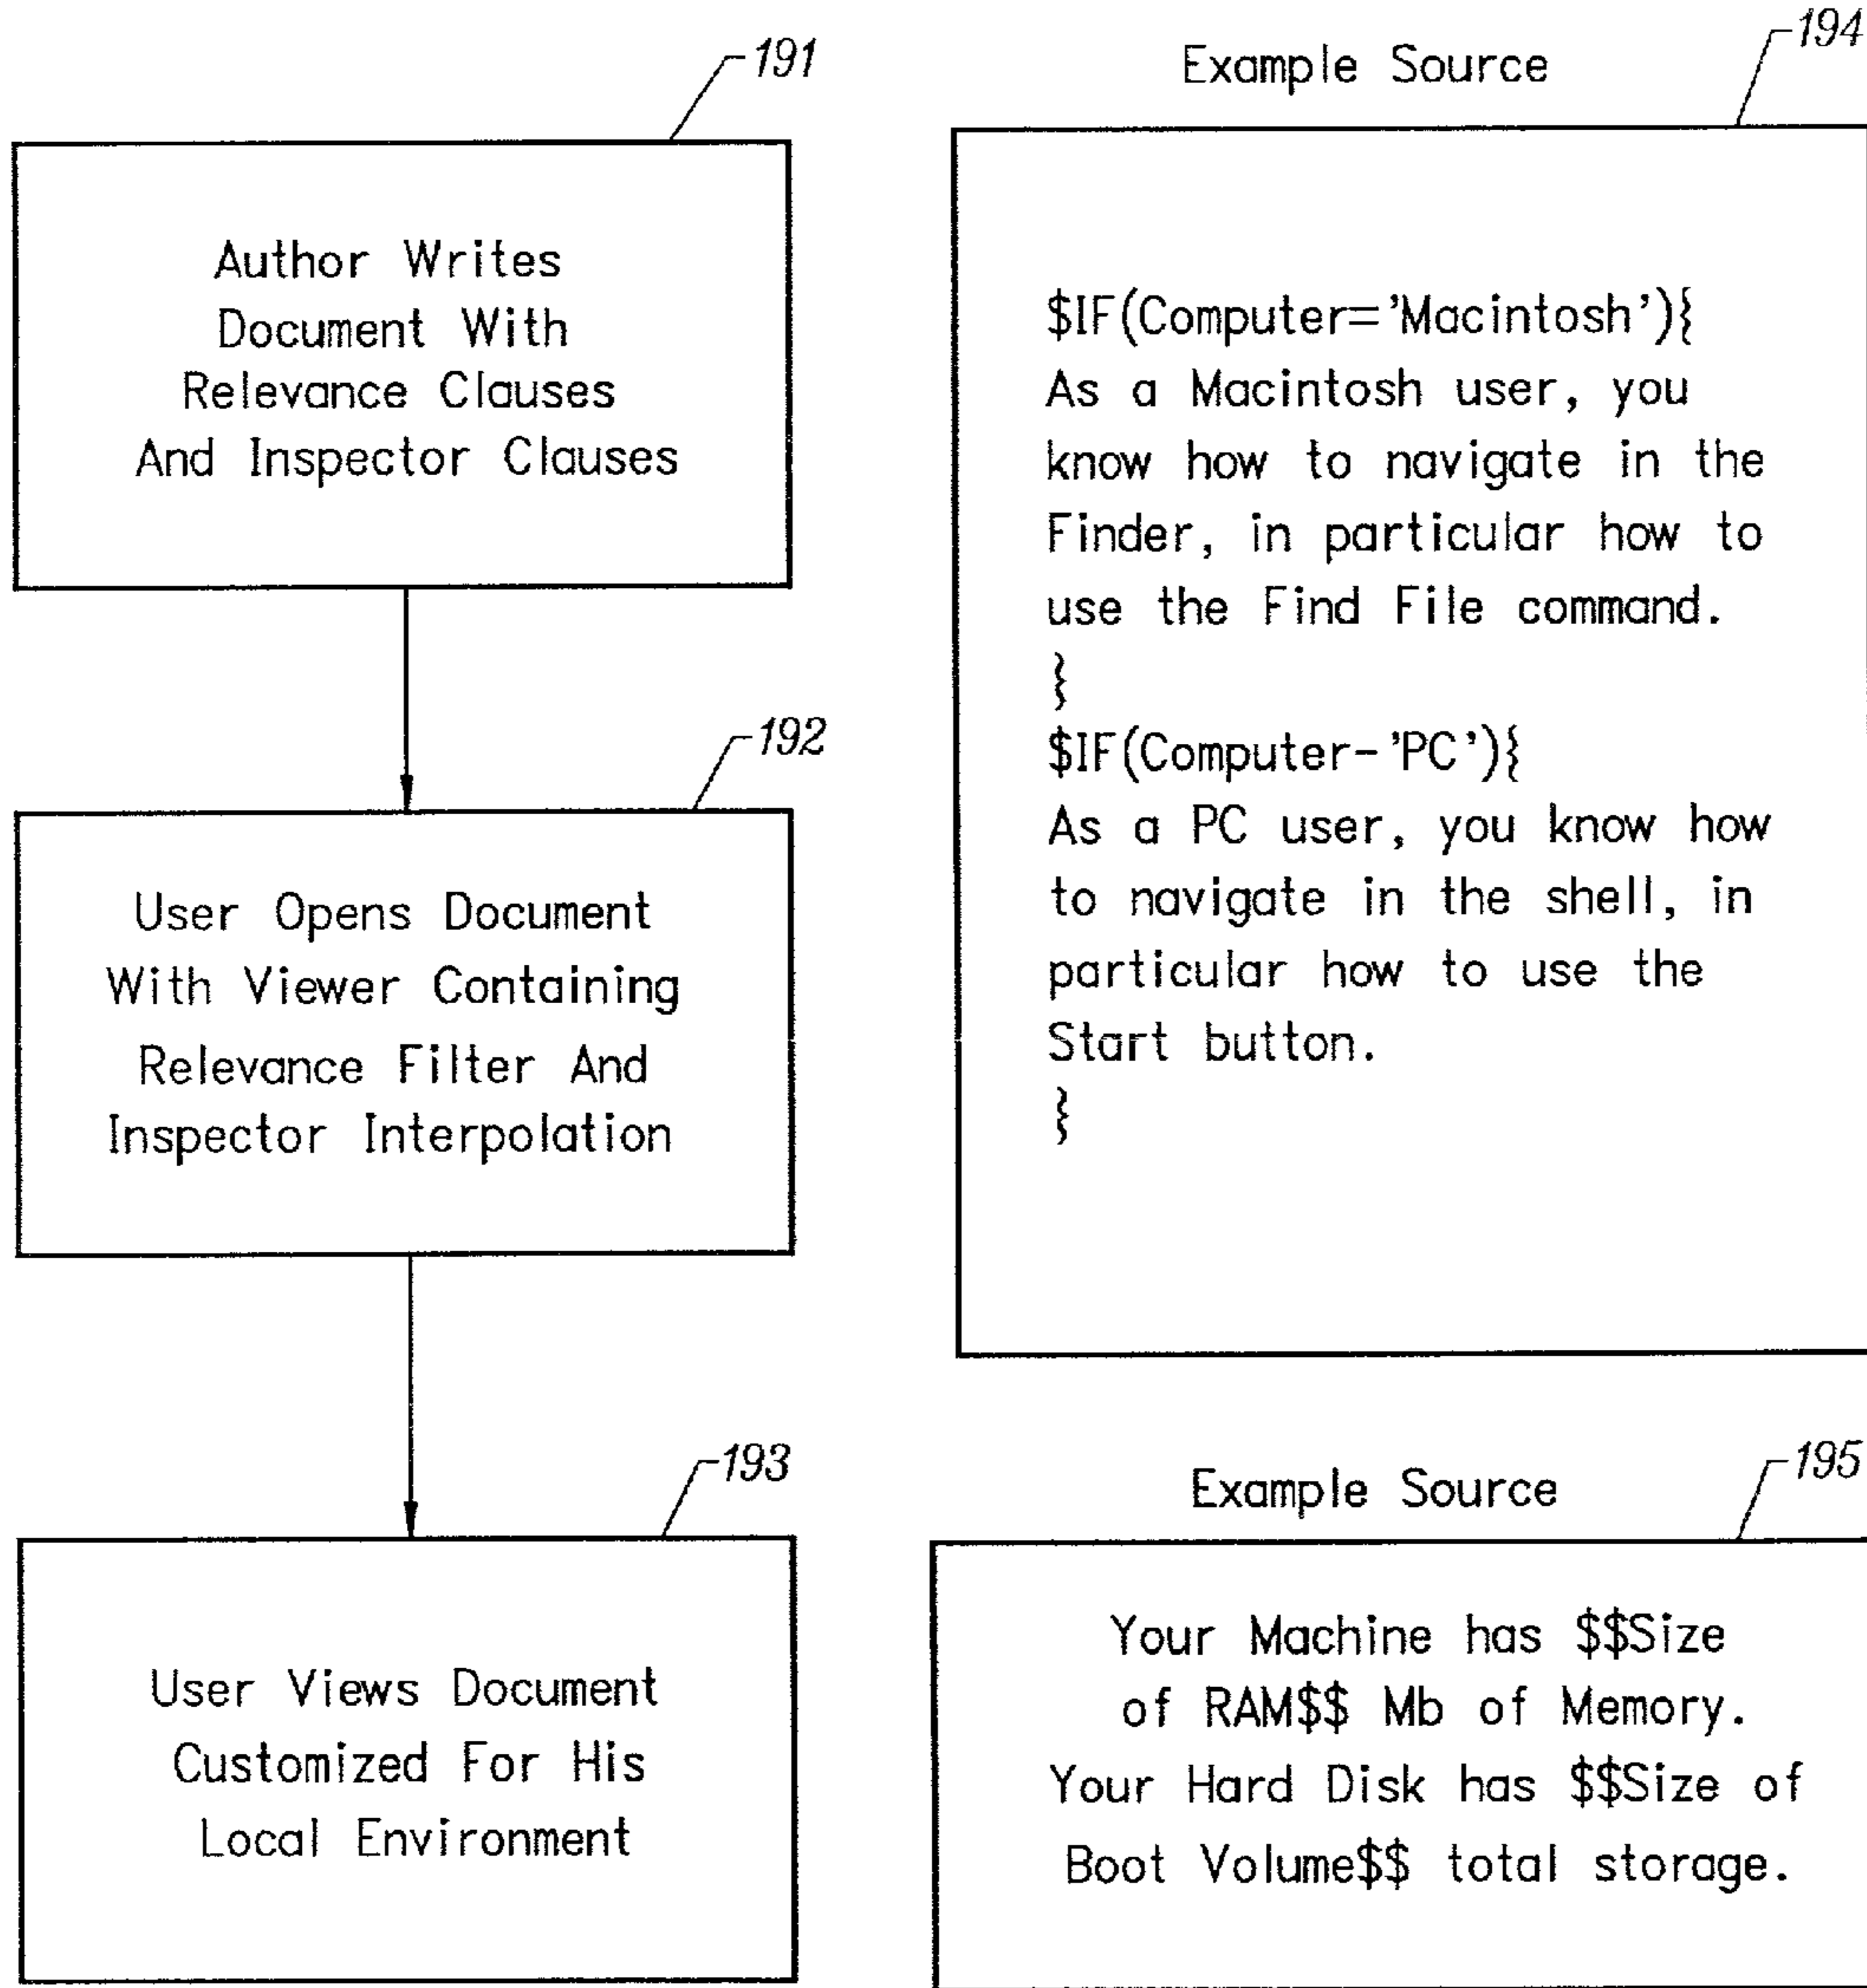 191
Author Writes
Document With
Relevance Clauses
And Inspector Clauses
192
User Opens Document
With Viewer Containing
Relevance Filter And
Inspector Interpolation
193
User Views Document
Customized For His
Local Environment
Example Source
194
$IF(Computer='Macintosh'){
As a Macintosh user, you
know how to navigate in the
Finder, in particular how to
use the Find File command.
}
$IF(Computer-'PC'){
As a PC user, you know how
to navigate in the shell, in
particular how to use the
Start button.
}
Example Source
195
Your Machine has $$Size
of RAM$$ Mb of Memory.
Your Hard Disk has $$Size of
Boot Volume$$ total storage.